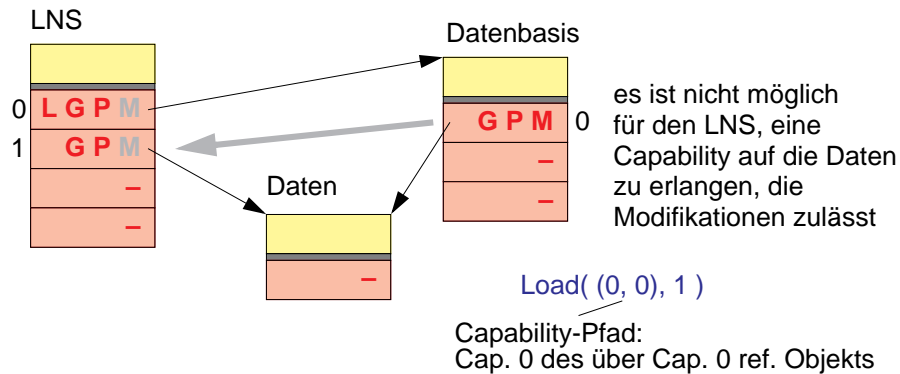 LNS
Datenbasis
0 L G P M
1 G P M
–
–
G P M 0
–
–
es ist nicht möglich
für den LNS, eine
Capability auf die Daten
zu erlangen, die
Modifikationen zulässt
Daten
–
Load( (0, 0), 1 )
Capability-Pfad:
Cap. 0 des über Cap. 0 ref. Objekts